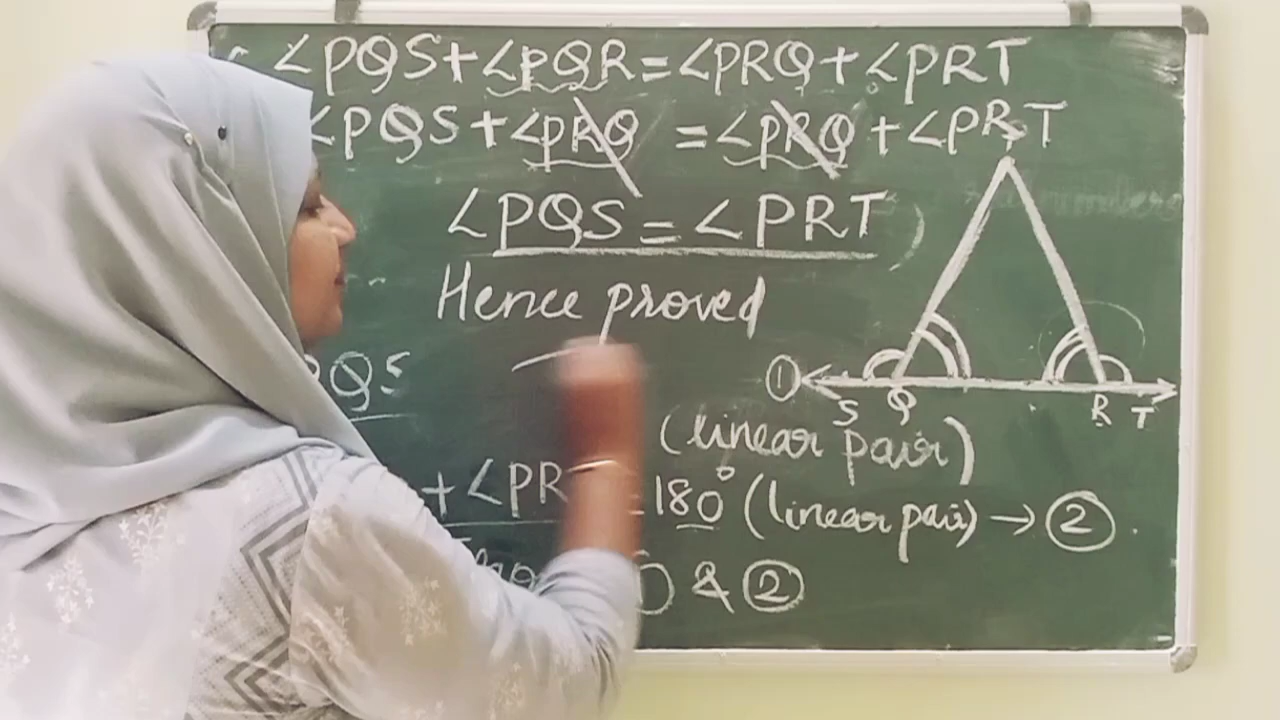 ∠PQS + ∠PQR = ∠PRQ + ∠PRT
∠PQS + ∠PRQ = ∠PRQ + ∠PRT
∠PQS = ∠PRT
Hence proved
P
QS
①
S Q R T
(linear pair)
+ ∠PR 180° (linear pair) → ②
& ②